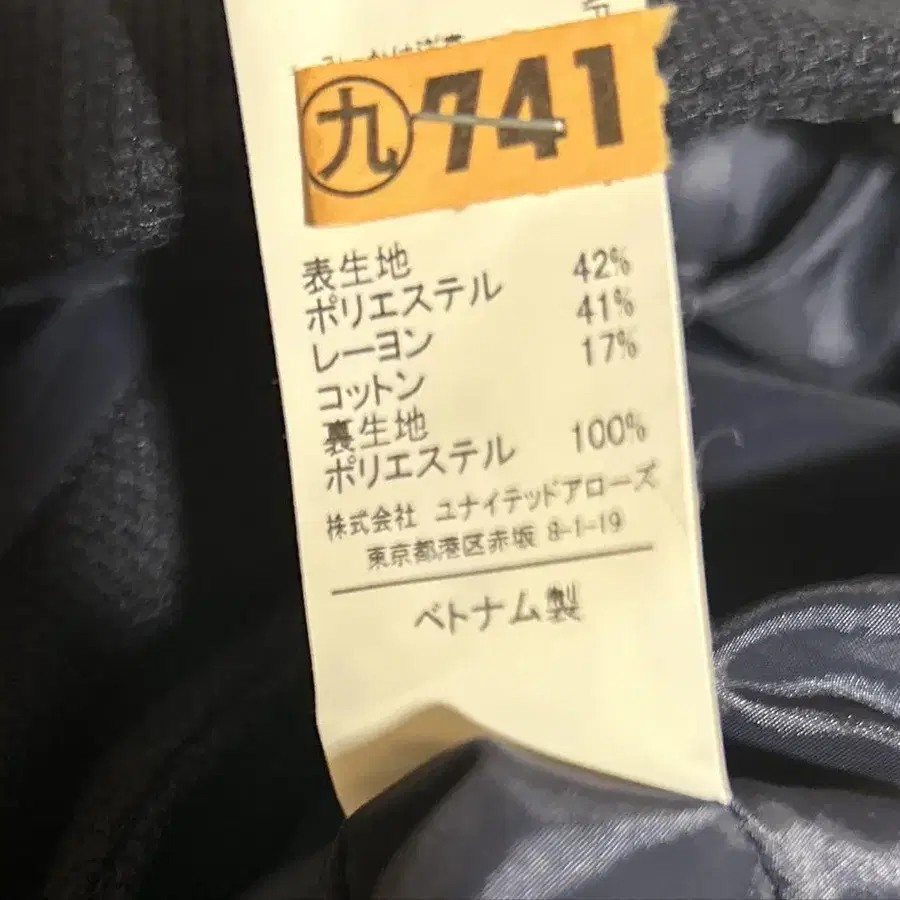 九 741
表生地
ポリエステル 42%
レーヨン 41%
コットン 17%
裏生地
ポリエステル 100%
株式会社 ユナイテッドアローズ
東京都港区赤坂 8-1-19
ベトナム製